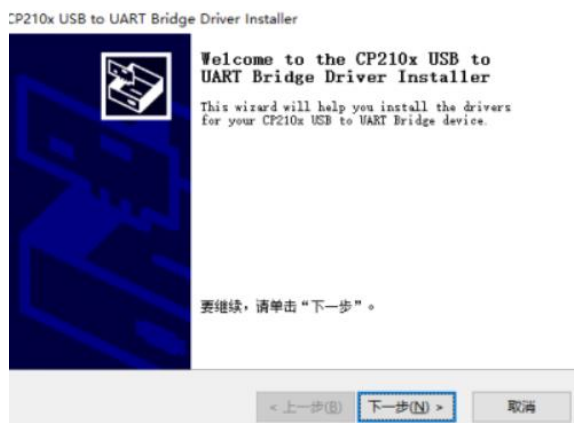 CP210x USB to UART Bridge Driver Installer
Welcome to the CP210x USB to
UART Bridge Driver Installer
This wizard will help you install the drivers
for your CP210x USB to UART Bridge device.
要继续，请单击“下一步”。
< 上一步(B)
下一步(N) >
取消